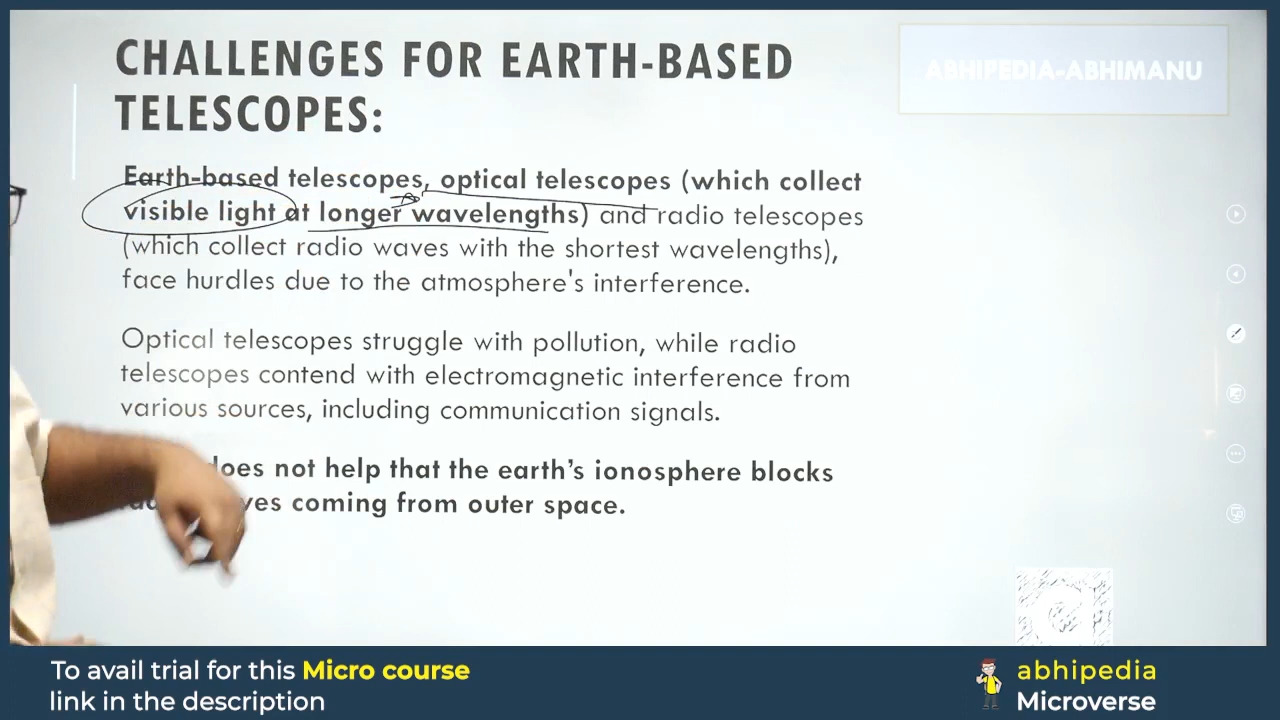 CHALLENGES FOR EARTH-BASED
TELESCOPES:
ABHIPEDIA-ABHIMANU
Earth-based telescopes, optical telescopes (which collect
visible light at longer wavelengths) and radio telescopes
(which collect radio waves with the shortest wavelengths),
face hurdles due to the atmosphere's interference.
Optical telescopes struggle with pollution, while radio
telescopes contend with electromagnetic interference from
various sources, including communication signals.
does not help that the earth's ionosphere blocks
coming from outer space.
To avail trial for this Micro course
link in the description
abhipedia
Microverse